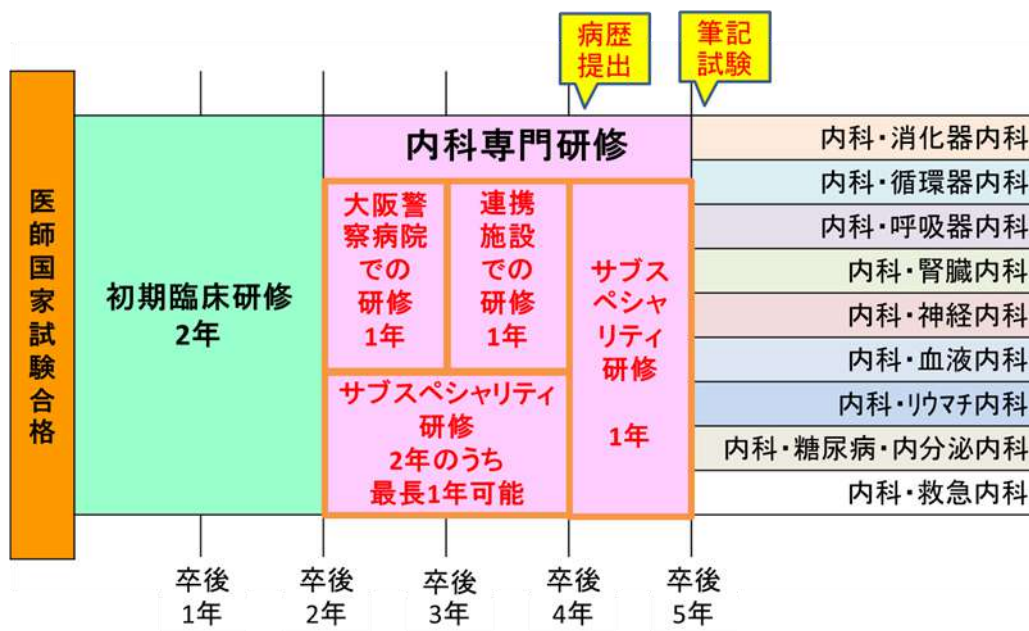 病歴
提出
筆記
試験
医師国家試験合格
初期臨床研修
2年
内科専門研修
大阪警
察病院
での
研修
1年
連携
施設
での
研修
1年
サブスペシャリティ
研修
2年のうち
最長1年可能
サブス
ペシャ
リティ
研修
1年
内科・消化器内科
内科・循環器内科
内科・呼吸器内科
内科・腎臓内科
内科・神経内科
内科・血液内科
内科・リウマチ内科
内科・糖尿病・内分泌内科
内科・救急内科
卒後
1年
卒後
2年
卒後
3年
卒後
4年
卒後
5年